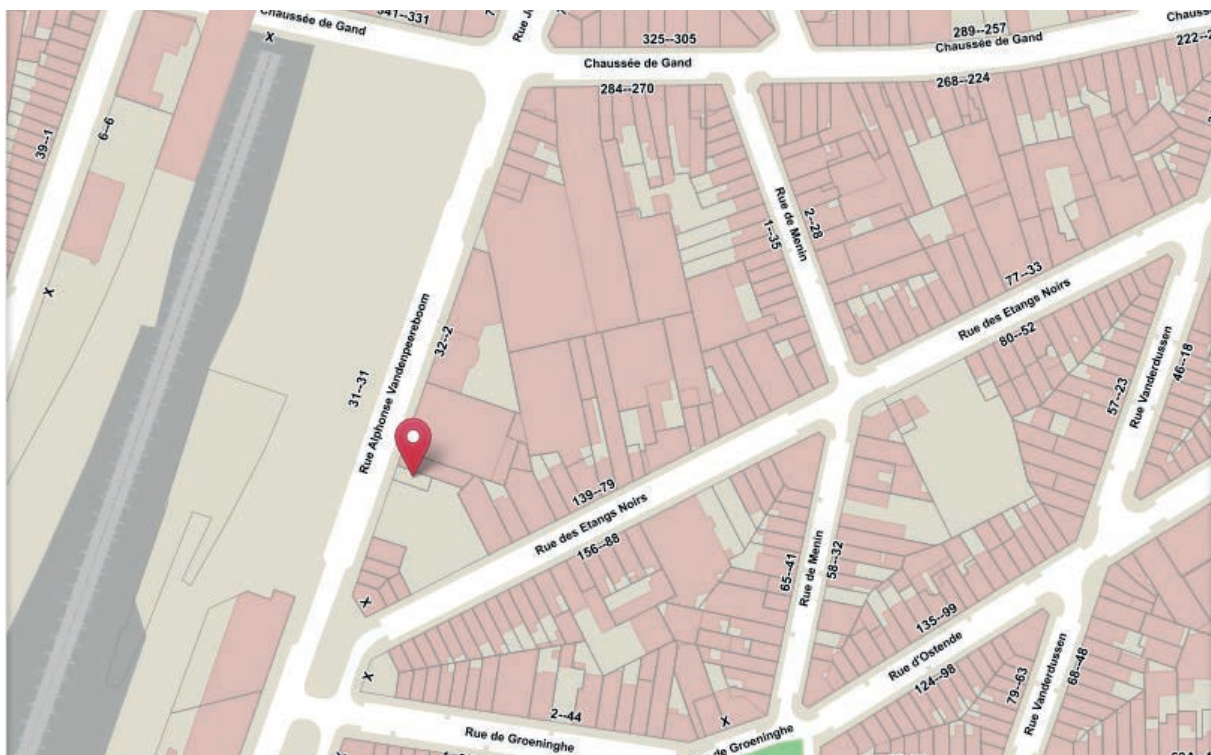 Chaussée de Gand
341--331
325--305
289--257
Chaussée de Gand
Chaussée de Gand
284--270
268--224
39--1
6--6
X
Rue de Menin
2--28
1--35
77--33
Rue des Etangs Noirs
80--52
Rue Alphonse Vandenpeereboom
32--2
31--31
X
57--23
Rue Vanderdussen
46--18
139--79
Rue des Etangs Noirs
156--88
65--41
Rue de Menin
58--32
135--99
Rue d'Ostende
124--98
X
X
79--63
Rue Vanderdussen
68--48
2--44
X
Rue de Groeninghe
de Groeninghe